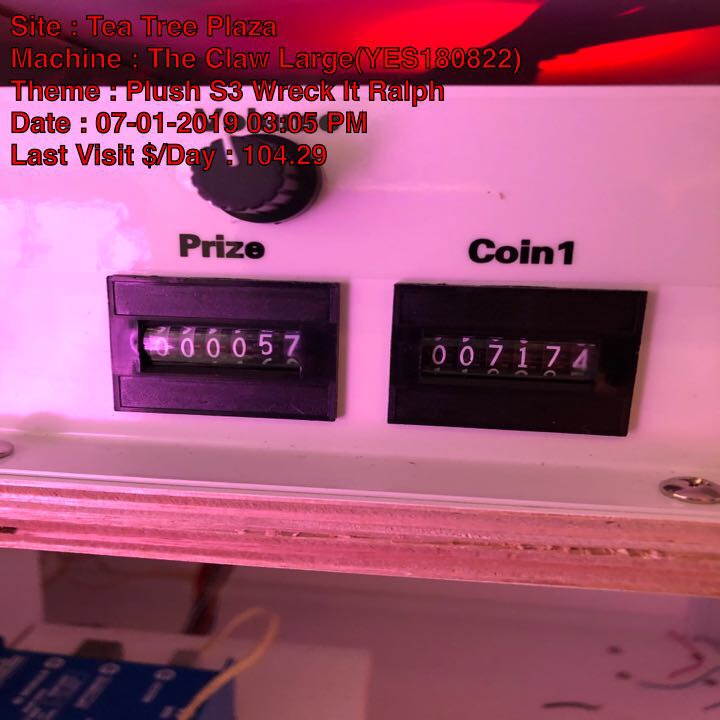 Site : Tea Tree Plaza
Machine : The Claw Large(YES180822)
Theme : Plush S3 Wreck It Ralph
Date : 07-01-2019 03:05 PM
Last Visit $/Day : 104.29
Prize
Coin1
000057
007174